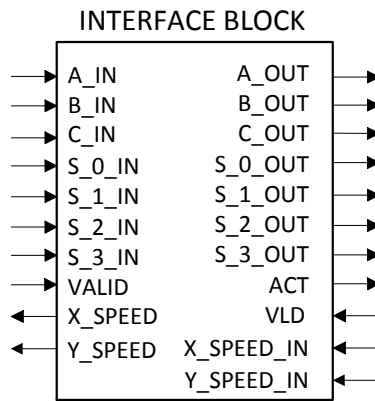 INTERFACE BLOCK
A_IN A_OUT
B_IN B_OUT
C_IN C_OUT
S_0_IN S_0_OUT
S_1_IN S_1_OUT
S_2_IN S_2_OUT
S_3_IN S_3_OUT
VALID ACT
X_SPEED VLD
Y_SPEED X_SPEED_IN
Y_SPEED_IN